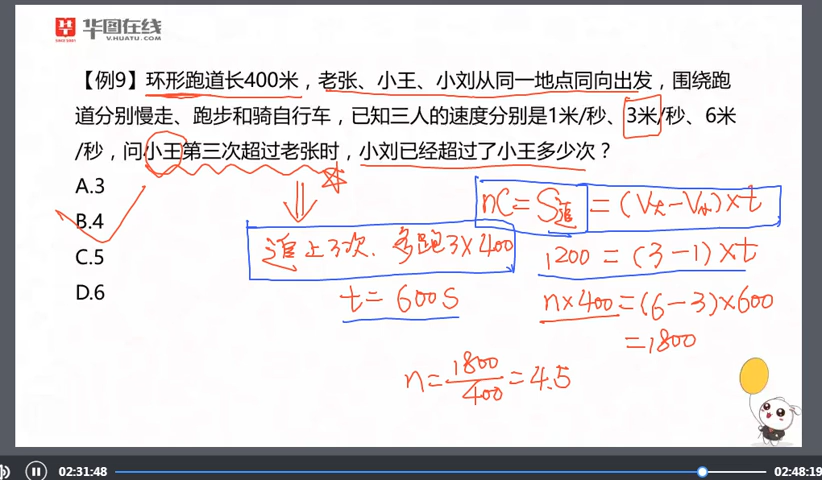 华图在线
V.HUATU.COM
【例9】环形跑道长400米，老张、小王、小刘从同一地点同向出发，围绕跑
道分别慢走、跑步和骑自行车，已知三人的速度分别是1米/秒、3米/秒、6米
/秒，问小王第三次超过老张时，小刘已经超过了小王多少次？
A.3
B.4
C.5
D.6
nC=S追=(V大-V小)×t
追上3次.多跑3×400
1200=(3-1)×t
t=600S
n×400=(6-3)×600
=1800
n=1800/400=4.5
02:31:48
02:48:19